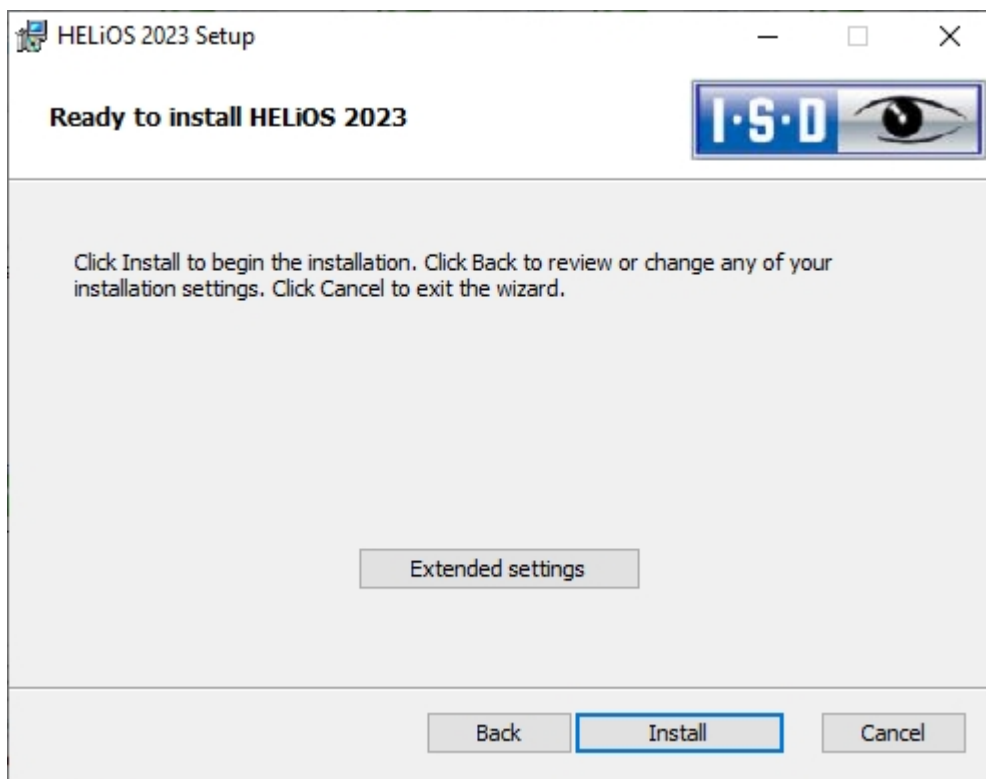 HELiOS 2023 Setup
Ready to install HELiOS 2023
I·S·D
Click Install to begin the installation. Click Back to review or change any of your
installation settings. Click Cancel to exit the wizard.
Extended settings
Back Install Cancel